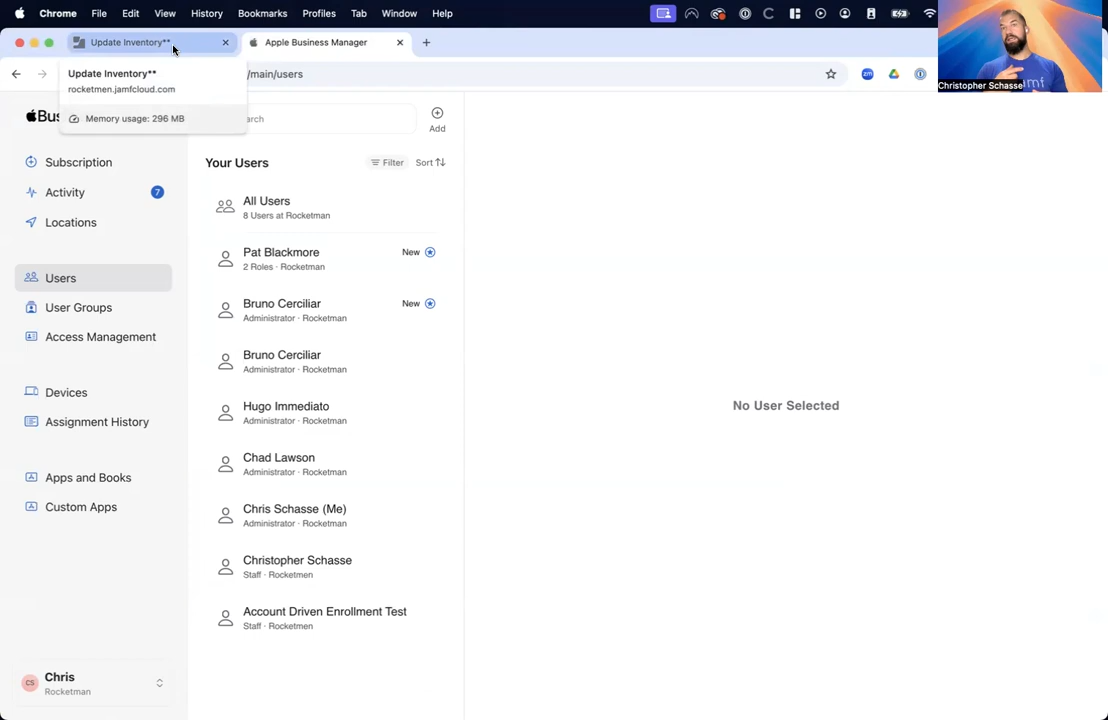 Chrome File Edit View History Bookmarks Profiles Tab Window Help
Update Inventory**
Apple Business Manager
/main/users
Update Inventory**
rocketmen.jamfcloud.com
Memory usage: 296 MB
Christopher Schasse
Bus
arch
Add
Subscription
Activity 7
Locations
Users
User Groups
Access Management
Devices
Assignment History
Apps and Books
Custom Apps
Chris
Rocketman
CS
Your Users
Filter
Sort
All Users
8 Users at Rocketman
Pat Blackmore
2 Roles · Rocketman
New
Bruno Cerciliar
Administrator · Rocketman
New
Bruno Cerciliar
Administrator · Rocketman
Hugo Immediato
Administrator · Rocketman
Chad Lawson
Administrator · Rocketman
Chris Schasse (Me)
Administrator · Rocketman
Christopher Schasse
Staff · Rocketmen
Account Driven Enrollment Test
Staff · Rocketmen
No User Selected